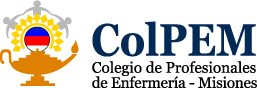 ColPEM
Colegio de Profesionales
de Enfermería - Misiones